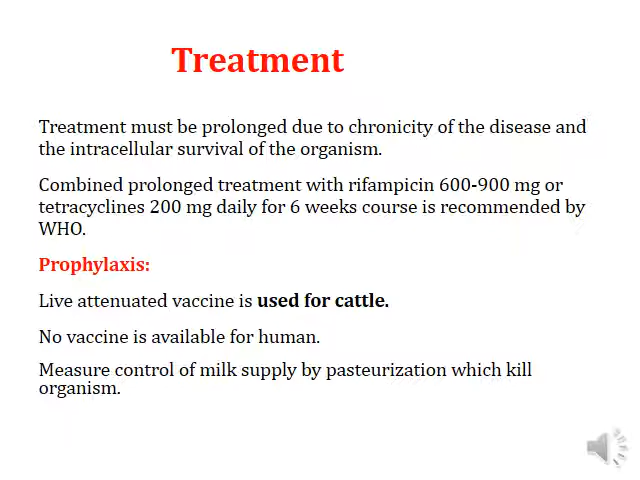 Treatment
Treatment must be prolonged due to chronicity of the disease and
the intracellular survival of the organism.
Combined prolonged treatment with rifampicin 600-900 mg or
tetracyclines 200 mg daily for 6 weeks course is recommended by
WHO.
Prophylaxis:
Live attenuated vaccine is used for cattle.
No vaccine is available for human.
Measure control of milk supply by pasteurization which kill
organism.